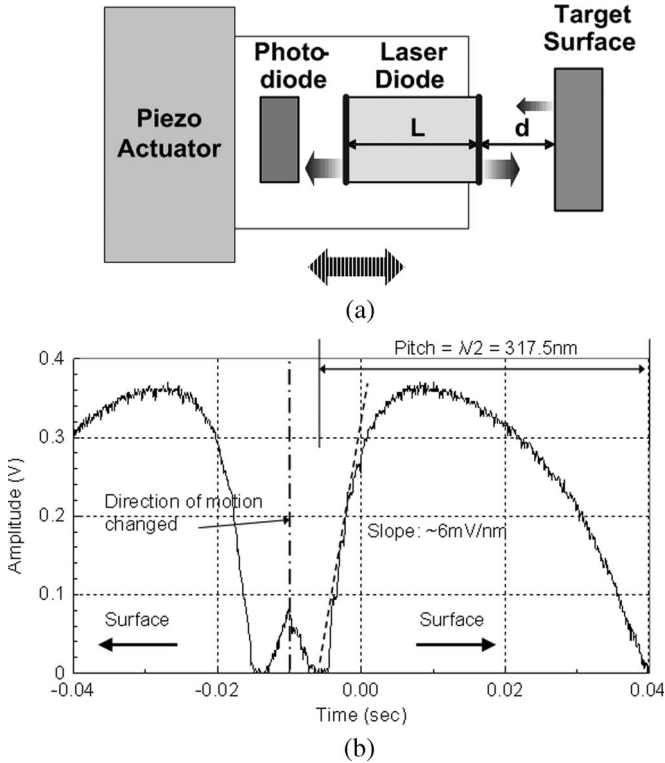 Target
Surface
Photo-
diode
Laser
Diode
Piezo
Actuator
L
d
(a)
Pitch = λ/2 = 317.5nm
0.4
0.3
0.2
0.1
0
Amplitude (V)
Direction of motion
changed
Slope: ~6mV/nm
Surface
Surface
-0.04
-0.02
0.00
0.02
0.04
Time (sec)
(b)